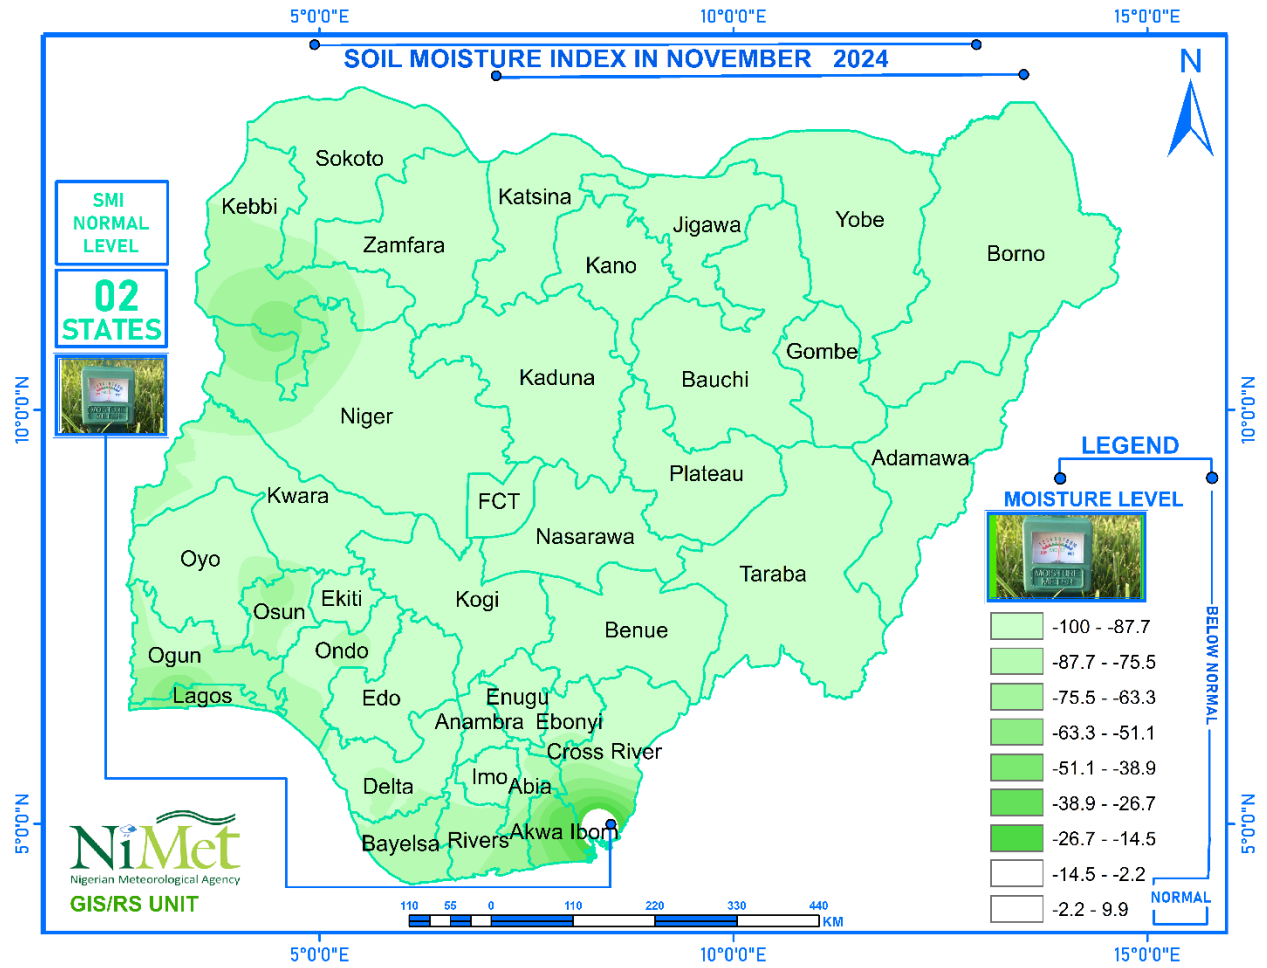 5°0'0"E 10°0'0"E 15°0'0"E
SOIL MOISTURE INDEX IN NOVEMBER 2024
N
SMI
NORMAL
LEVEL
02
STATES
10°0'0"N
5°0'0"N
Sokoto
Kebbi
Katsina
Zamfara
Jigawa
Yobe
Kano
Borno
Gombe
Kaduna
Bauchi
Niger
Adamawa
Plateau
Kwara
FCT
Nasarawa
Oyo
Taraba
Osun
Ekiti
Kogi
Benue
Ogun
Ondo
Lagos
Edo
Enugu
Anambra
Ebonyi
Cross River
Delta
Imo
Abia
Bayelsa
Rivers
Akwa Ibom
10°0'0"N
5°0'0"N
LEGEND
MOISTURE LEVEL
MOISTURE
METER
-100 - -87.7
-87.7 - -75.5
-75.5 - -63.3
-63.3 - -51.1
-51.1 - -38.9
-38.9 - -26.7
-26.7 - -14.5
-14.5 - -2.2
-2.2 - 9.9
BELOW NORMAL
NORMAL
NiMet
Nigerian Meteorological Agency
GIS/RS UNIT
110 55 0 110 220 330 440
KM
5°0'0"E 10°0'0"E 15°0'0"E